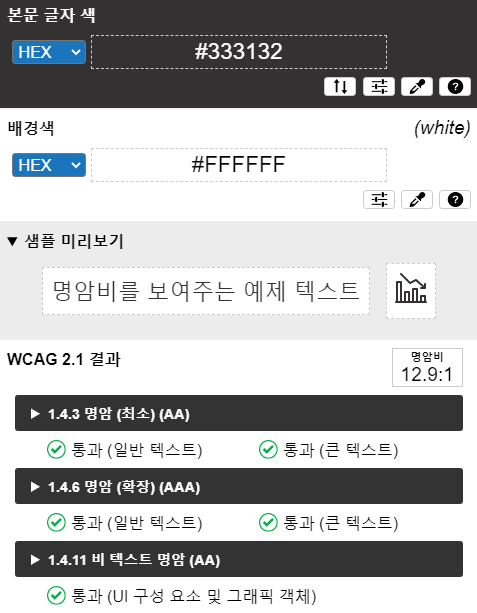 본문 글자 색
HEX #333132
배경색 (white)
HEX #FFFFFF
▼ 샘플 미리보기
명암비를 보여주는 예제 텍스트
WCAG 2.1 결과
명암비
12.9:1
▶ 1.4.3 명암 (최소) (AA)
통과 (일반 텍스트) 통과 (큰 텍스트)
▶ 1.4.6 명암 (확장) (AAA)
통과 (일반 텍스트) 통과 (큰 텍스트)
▶ 1.4.11 비 텍스트 명암 (AA)
통과 (UI 구성 요소 및 그래픽 객체)